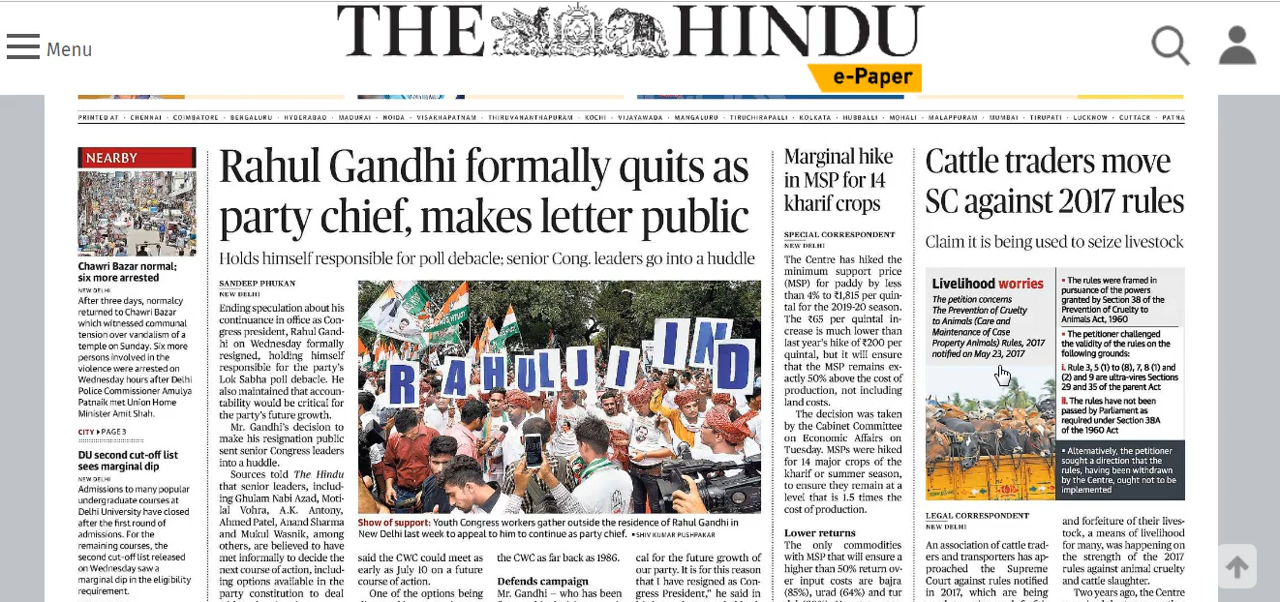 THE HINDU
Menu
e-Paper
PRINTED AT · CHENNAI · COIMBATORE · BENGALURU · HYDERABAD · MADURAI · NOIDA · VISAKHAPATNAM · THIRUVANANTHAPURAM · KOCHI · VIJAYAWADA · MANGALURU · TIRUCHIRAPALLI · KOLKATA · HUBBALLI · MOHALI · MALAPPURAM · MUMBAI · TIRUPATI · LUCKNOW · CUTTACK · PATNA
NEARBY
Chawri Bazar normal;
six more arrested
NEW DELHI
After three days, normalcy
returned to Chawri Bazar
which witnessed communal
tension over vandalism of a
temple on Sunday. Six more
persons involved in the
violence were arrested on
Wednesday hours after Delhi
Police Commissioner Amulya
Patnaik met Union Home
Minister Amit Shah.
CITY PAGE 3
DU second cut-off list
sees marginal dip
NEW DELHI
Admissions to many popular
undergraduate courses at
Delhi University have closed
after the first round of
admissions. For the
remaining courses, the
second cut-off list released
on Wednesday saw a
marginal dip in the eligibility
requirement.
Rahul Gandhi formally quits as
party chief, makes letter public
Holds himself responsible for poll debacle; senior Cong. leaders go into a huddle
SANDEEP PHUKAN
NEW DELHI
Ending speculation about his
continuance in office as Con-
gress president, Rahul Gand-
hi on Wednesday formally
resigned, holding himself
responsible for the party's
Lok Sabha poll debacle. He
also maintained that accoun-
tability would be critical for
the party's future growth.
Mr. Gandhi's decision to
make his resignation public
sent senior Congress leaders
into a huddle.
Sources told The Hindu
that senior leaders, includ-
ing Ghulam Nabi Azad, Moti-
lal Vohra, A.K. Antony,
Ahmed Patel, Anand Sharma
and Mukul Wasnik, among
others, are believed to have
met informally to decide the
next course of action, includ-
ing options available in the
party constitution to deal
RAHUL JI IND
Show of support: Youth Congress workers gather outside the residence of Rahul Gandhi in
New Delhi last week to appeal to him to continue as party chief. • SHIV KUMAR PUSHPAKAR
said the CWC could meet as
early as July 10 on a future
course of action.
One of the options being
the CWC as far back as 1986.
Defends campaign
Mr. Gandhi – who has been
cal for the future growth of
our party. It is for this reason
that I have resigned as Con-
gress President," he said in
Marginal hike
in MSP for 14
kharif crops
SPECIAL CORRESPONDENT
NEW DELHI
The Centre has hiked the
minimum support price
(MSP) for paddy by less
than 4% to ₹1,815 per quin-
tal for the 2019-20 season.
The ₹65 per quintal in-
crease is much lower than
last year's hike of ₹200 per
quintal, but it will ensure
that the MSP remains ex-
actly 50% above the cost of
production, not including
land costs.
The decision was taken
by the Cabinet Committee
on Economic Affairs on
Tuesday. MSPs were hiked
for 14 major crops of the
kharif or summer season,
to ensure they remain at a
level that is 1.5 times the
cost of production.
Lower returns
The only commodities
with MSP that will ensure a
higher than 50% return ov-
er input costs are bajra
(85%), urad (64%) and tur
Cattle traders move
SC against 2017 rules
Claim it is being used to seize livestock
Livelihood worries
The petition concerns
The Prevention of Cruelty
to Animals (Care and
Maintenance of Case
Property Animals) Rules, 2017
notified on May 23, 2017
• The rules were framed in
pursuance of the powers
granted by Section 38 of the
Prevention of Cruelty to
Animals Act, 1960
• The petitioner challenged
the validity of the rules on the
following grounds:
i. Rule 3, 5 (1) to (8), 7, 8 (1) and
(2) and 9 are ultra-vires Sections
29 and 35 of the parent Act
ii. The rules have not been
passed by Parliament as
required under Section 38A
of the 1960 Act
• Alternatively, the petitioner
sought a direction that the
rules, having been withdrawn
by the Centre, ought not to be
implemented
LEGAL CORRESPONDENT
NEW DELHI
An association of cattle trad-
ers and transporters has ap-
proached the Supreme
Court against rules notified
in 2017, which are being
and forfeiture of their lives-
tock, a means of livelihood
for many, was happening on
the strength of the 2017
rules against animal cruelty
and cattle slaughter.
Two years ago, the Centre